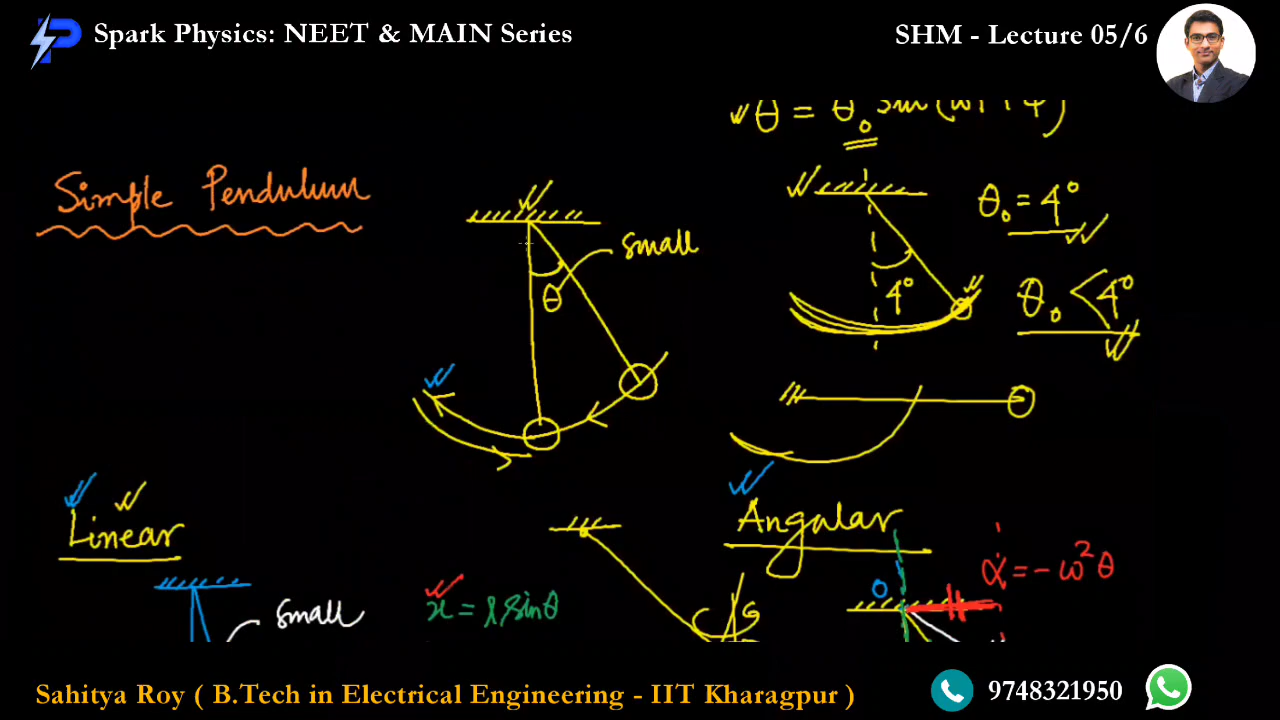 Spark Physics: NEET & MAIN Series
SHM - Lecture 05/6
θ = θ₀ sin(ωt + φ)
Simple Pendulum
small
θ
θ₀ = 4°
4°
θ₀ < 4°
Linear
Angular
α = - ω² θ
O
small
x = l sinθ
Sahitya Roy ( B.Tech in Electrical Engineering - IIT Kharagpur )
9748321950